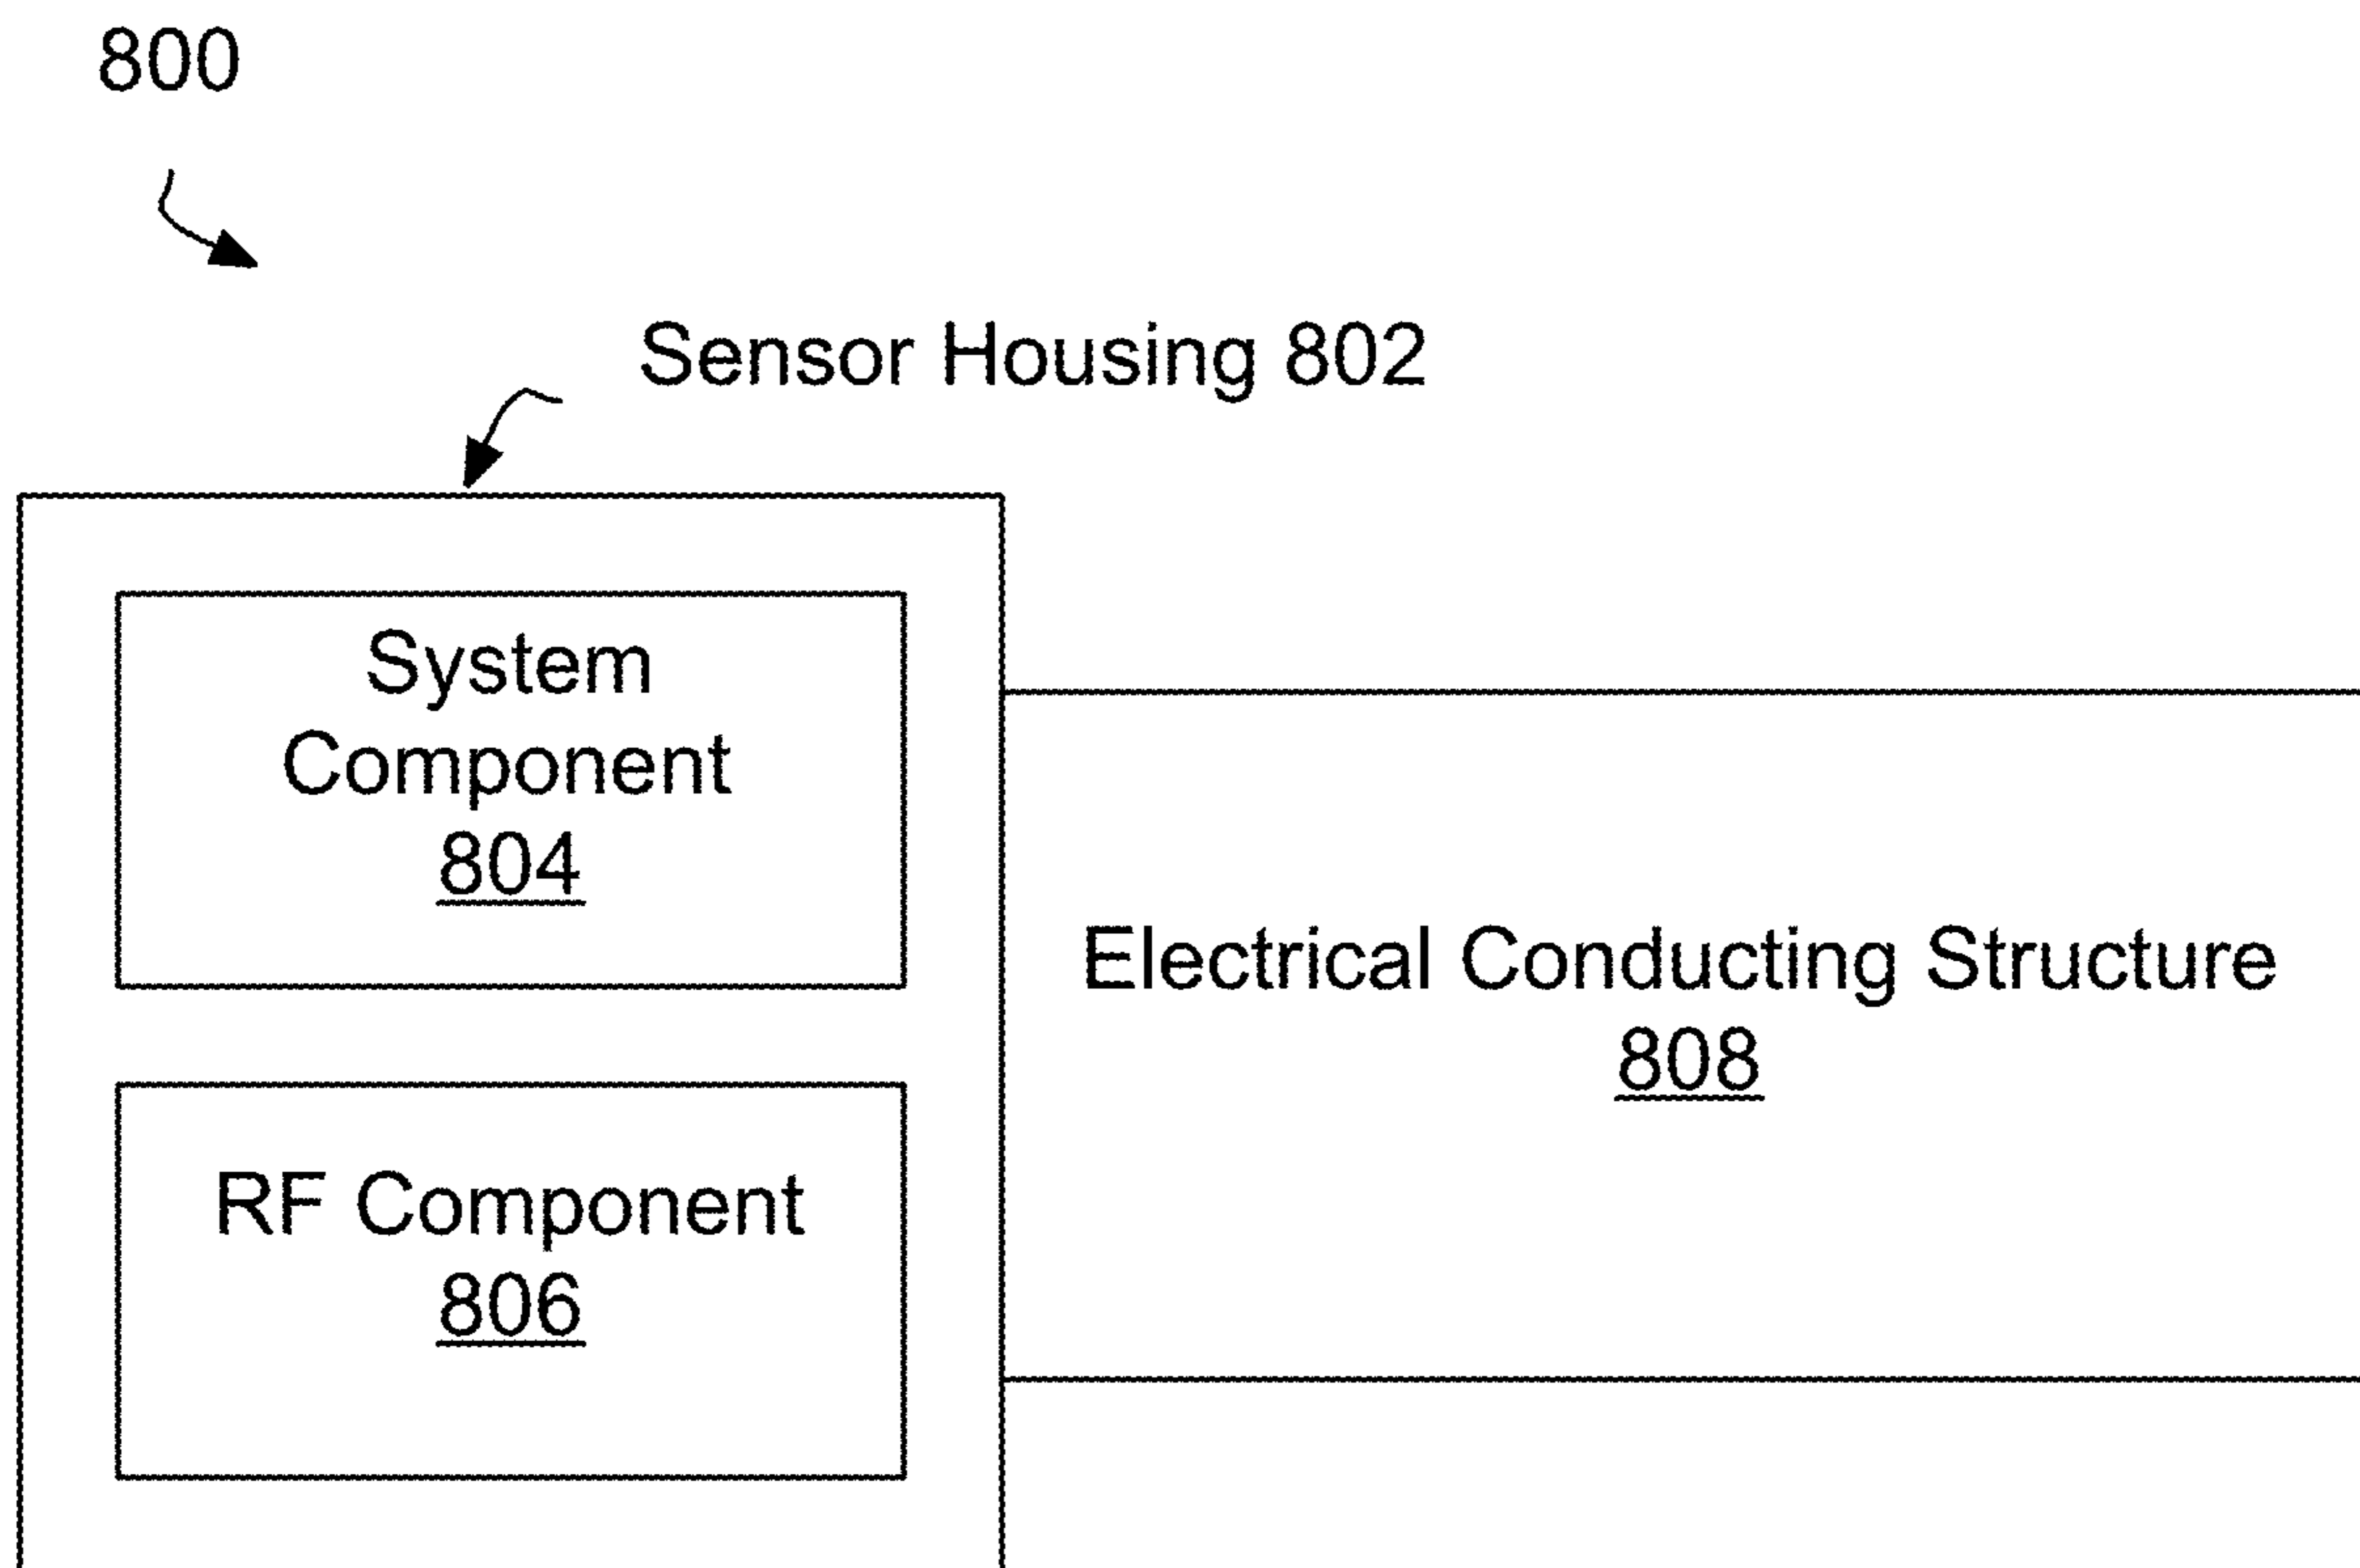 800
Sensor Housing 802
System
Component
804
Electrical Conducting Structure
808
RF Component
806